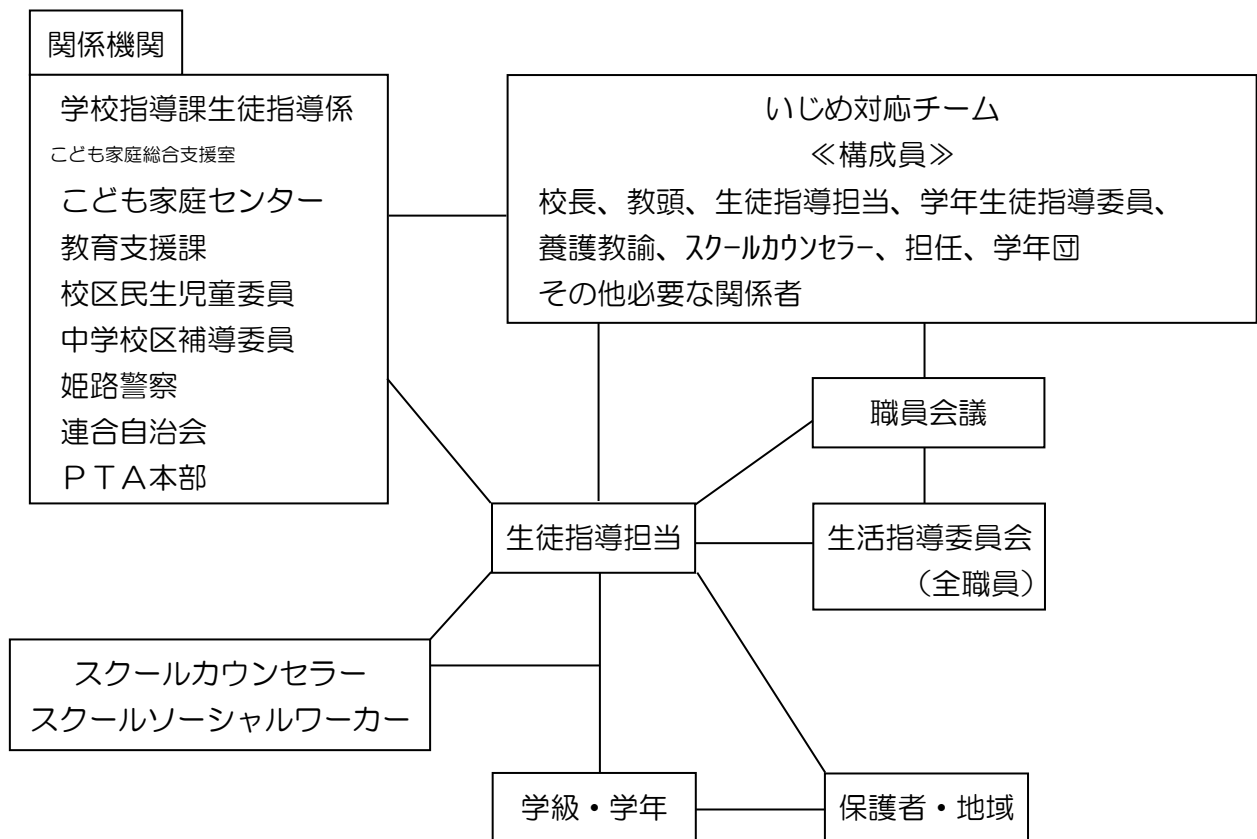 関係機関
学校指導課生徒指導係
こども家庭総合支援室
こども家庭センター
教育支援課
校区民生児童委員
中学校区補導委員
姫路警察
連合自治会
ＰＴＡ本部
いじめ対応チーム
≪構成員≫
校長、教頭、生徒指導担当、学年生徒指導委員、
養護教諭、ｽｸｰﾙｶｳﾝｾﾗｰ、担任、学年団
その他必要な関係者
職員会議
生徒指導担当
生活指導委員会
（全職員）
スクールカウンセラー
スクールソーシャルワーカー
学級・学年
保護者・地域